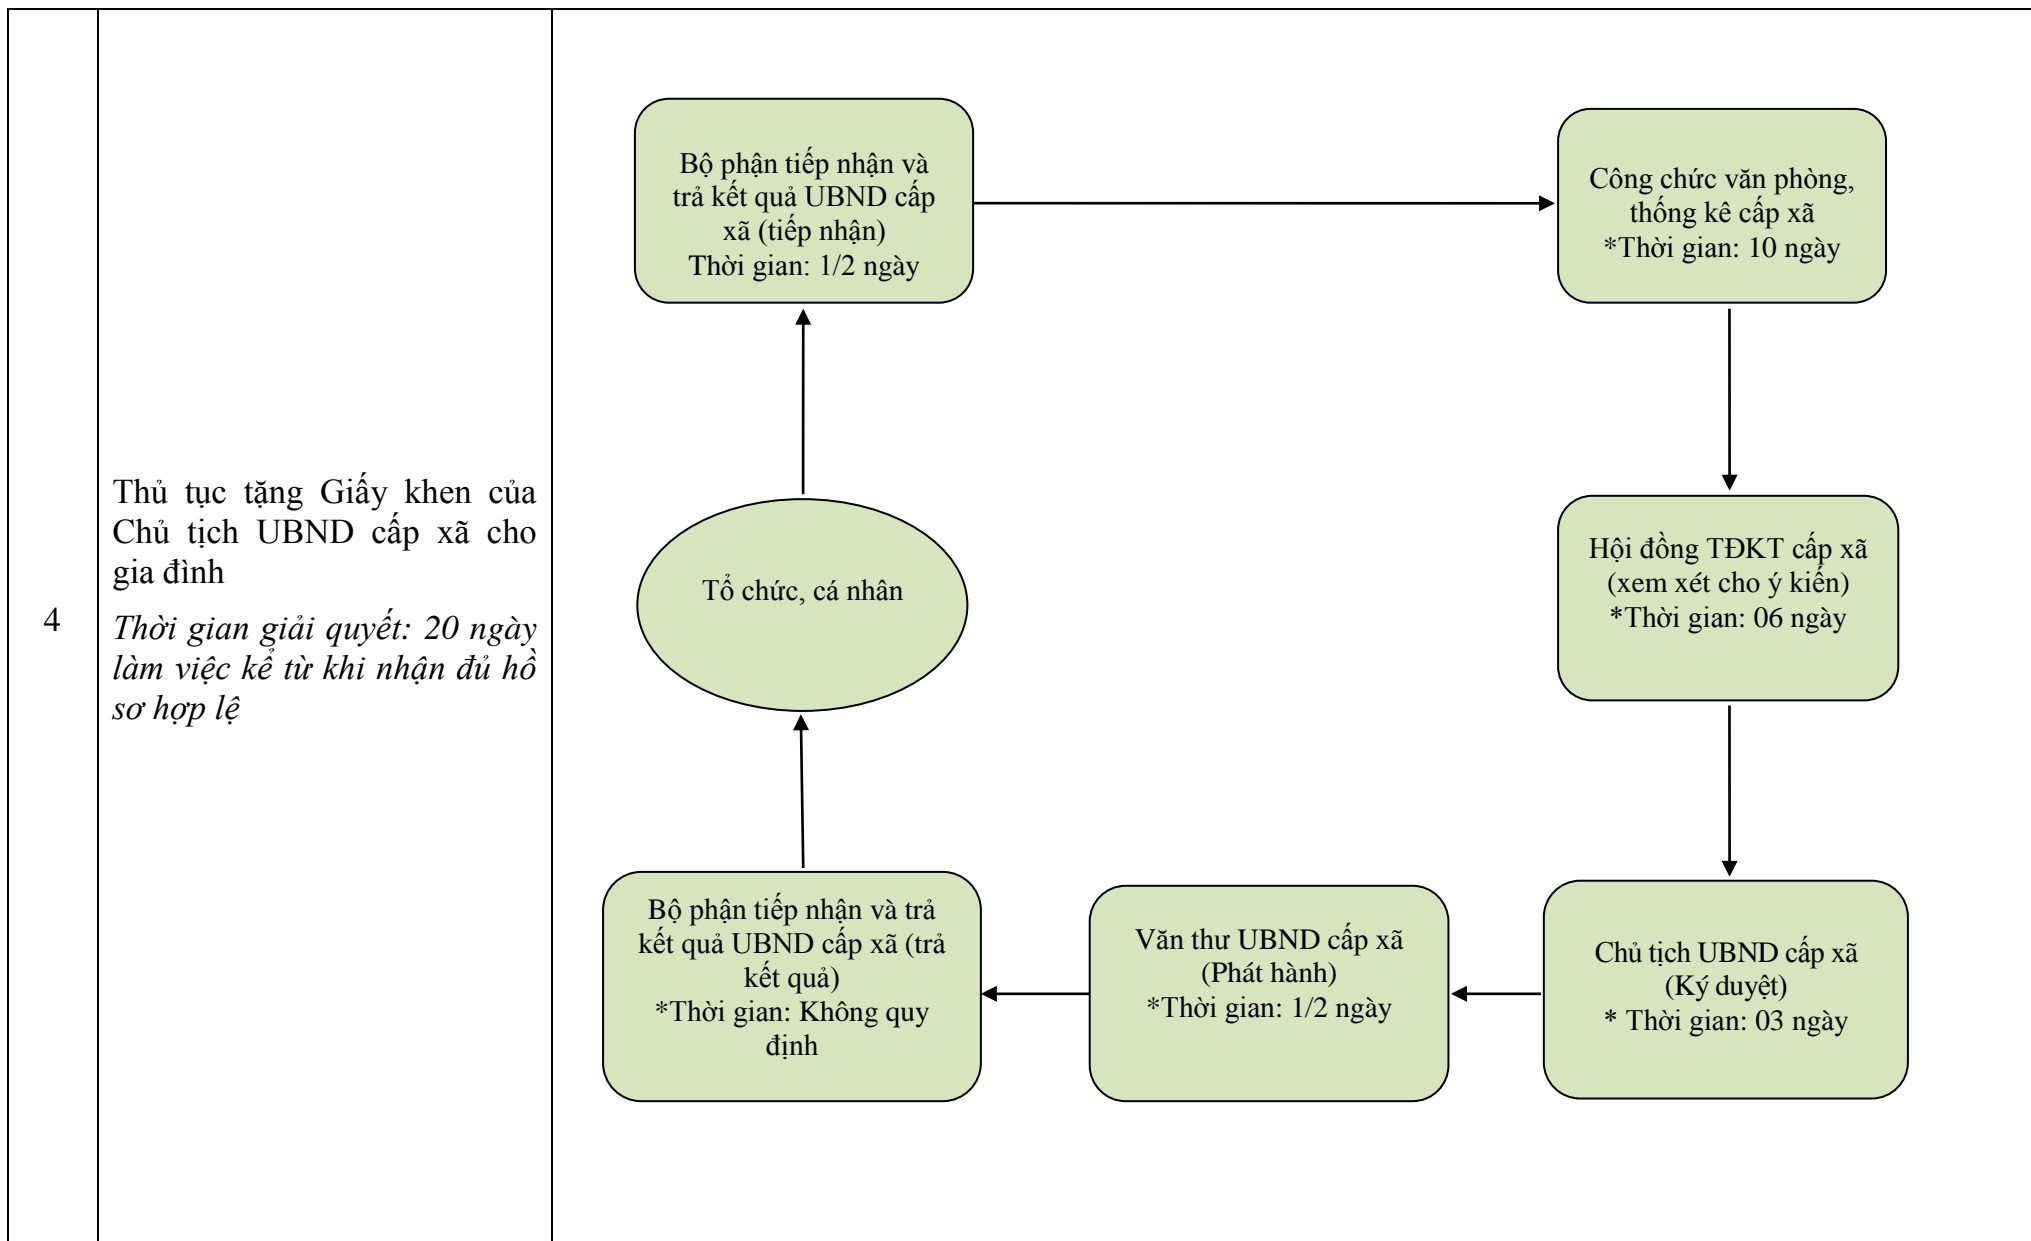 4
Thủ tục tặng Giấy khen của
Chủ tịch UBND cấp xã cho
gia đình
Thời gian giải quyết: 20 ngày
làm việc kể từ khi nhận đủ hồ
sơ hợp lệ
Bộ phận tiếp nhận và
trả kết quả UBND cấp
xã (tiếp nhận)
Thời gian: 1/2 ngày
Công chức văn phòng,
thống kê cấp xã
*Thời gian: 10 ngày
Hội đồng TĐKT cấp xã
(xem xét cho ý kiến)
*Thời gian: 06 ngày
Chủ tịch UBND cấp xã
(Ký duyệt)
* Thời gian: 03 ngày
Văn thư UBND cấp xã
(Phát hành)
*Thời gian: 1/2 ngày
Bộ phận tiếp nhận và trả
kết quả UBND cấp xã (trả
kết quả)
*Thời gian: Không quy
định
Tổ chức, cá nhân